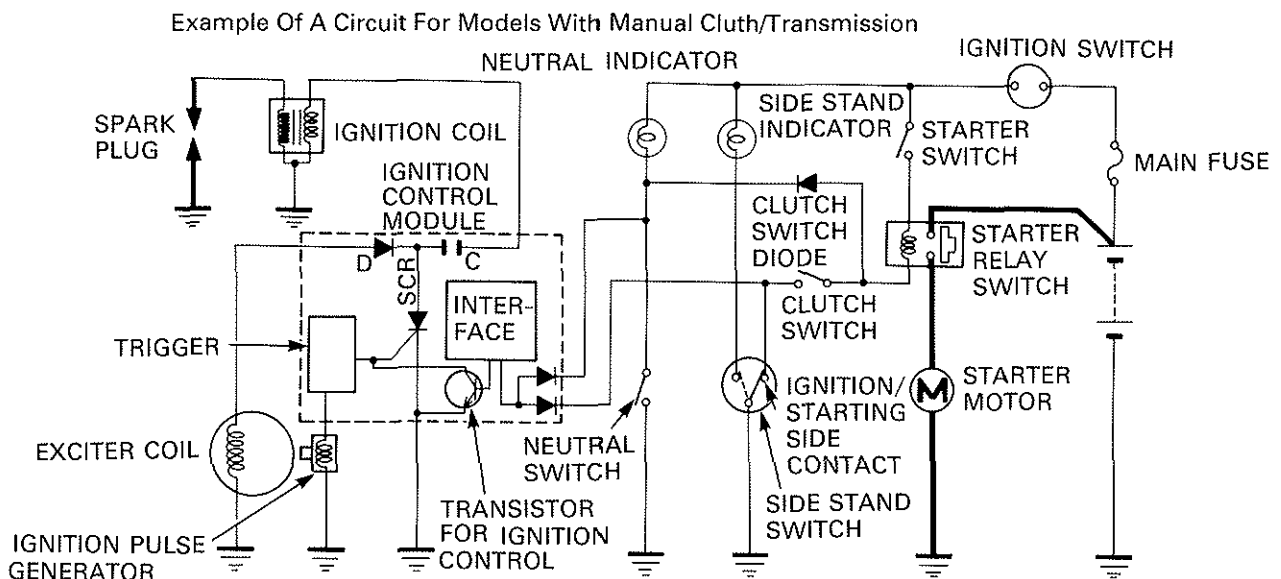 Example Of A Circuit For Models With Manual Cluth/Transmission
IGNITION SWITCH
NEUTRAL INDICATOR
SIDE STAND
INDICATOR
SPARK
PLUG
IGNITION COIL
STARTER
SWITCH
MAIN FUSE
IGNITION
CONTROL
MODULE
CLUTCH
SWITCH
DIODE
STARTER
RELAY
SWITCH
D
C
SCR
INTER-
FACE
CLUTCH
SWITCH
TRIGGER
M
STARTER
MOTOR
IGNITION/
STARTING
SIDE
CONTACT
EXCITER COIL
NEUTRAL
SWITCH
SIDE STAND
SWITCH
TRANSISTOR
FOR IGNITION
CONTROL
IGNITION PULSE
GENERATOR